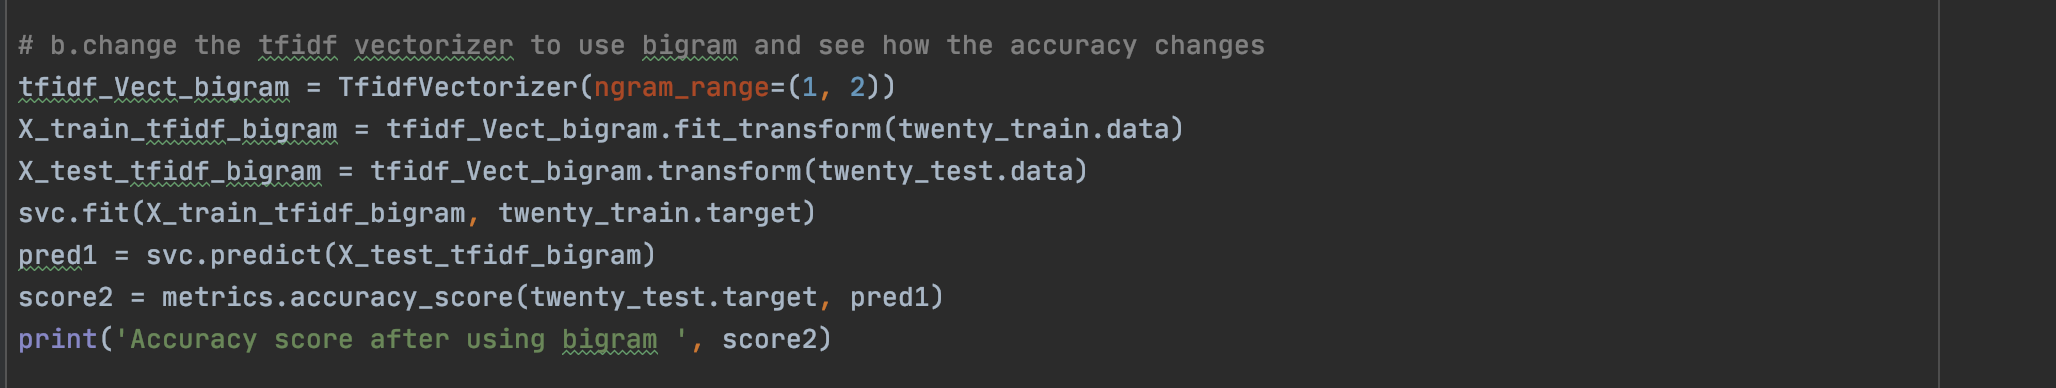 # b.change the tfidf vectorizer to use bigram and see how the accuracy changes
tfidf_Vect_bigram = TfidfVectorizer(ngram_range=(1, 2))
X_train_tfidf_bigram = tfidf_Vect_bigram.fit_transform(twenty_train.data)
X_test_tfidf_bigram = tfidf_Vect_bigram.transform(twenty_test.data)
svc.fit(X_train_tfidf_bigram, twenty_train.target)
pred1 = svc.predict(X_test_tfidf_bigram)
score2 = metrics.accuracy_score(twenty_test.target, pred1)
print('Accuracy score after using bigram ', score2)